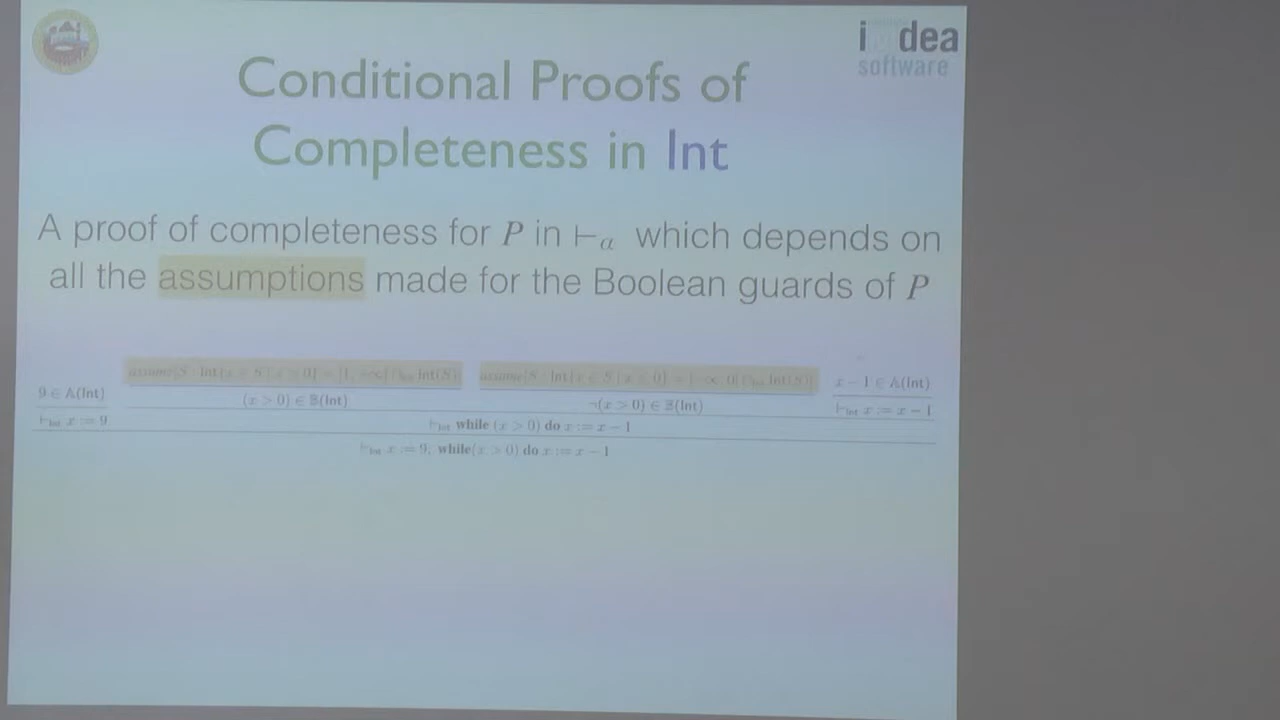 i dea
software
Conditional Proofs of
Completeness in Int
A proof of completeness for P in ⊢α which depends on
all the assumptions made for the Boolean guards of P
9 ∈ A(Int)
(x > 0) ∈ B(Int)
¬(x > 0) ∈ B(Int)
x − 1 ∈ A(Int)
⊢Int x := 9
⊢Int while (x > 0) do x := x − 1
⊢Int x := x − 1
⊢Int x := 9; while(x > 0) do x := x − 1